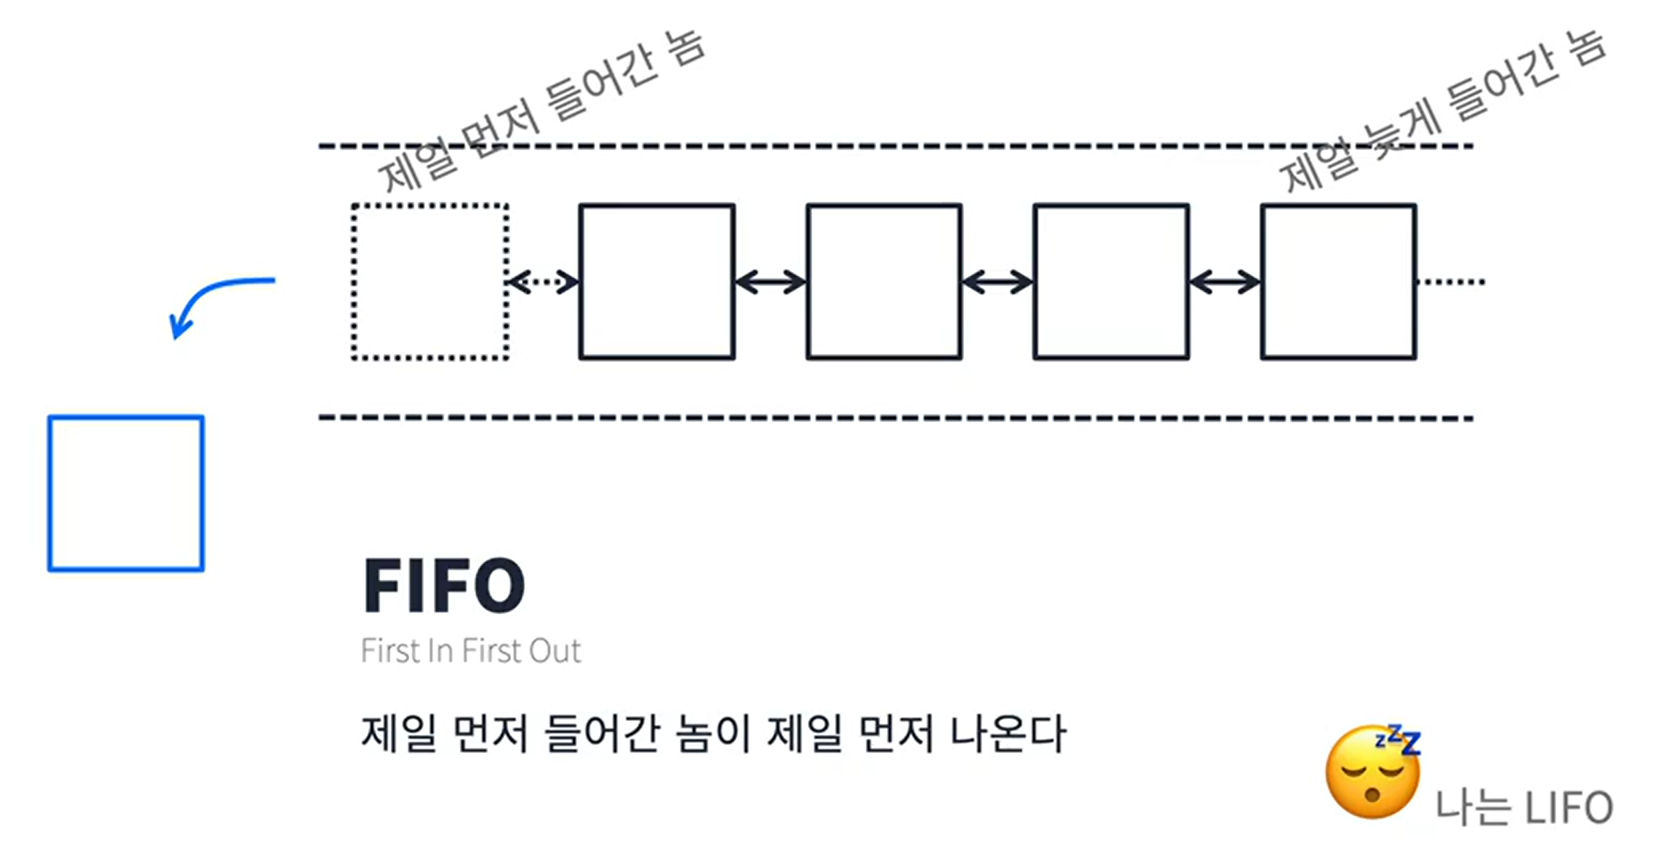 제일 먼저 들어간 놈
제일 늦게 들어간 놈
FIFO
First In First Out
제일 먼저 들어간 놈이 제일 먼저 나온다
zzZ
나는 LIFO